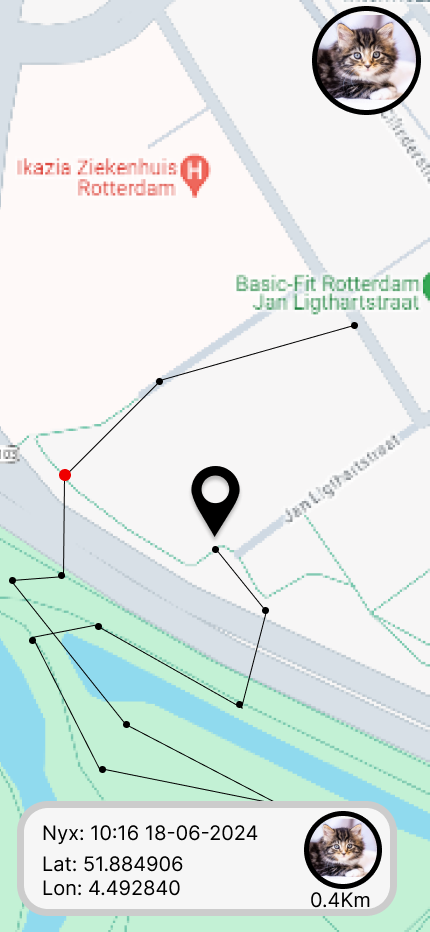 Ikazia Ziekenhuis
Rotterdam
H
Basic-Fit Rotterdam
Jan Ligthartstraat
103
Jan Ligthartstraat
Nyx: 10:16 18-06-2024
Lat: 51.884906
Lon: 4.492840
0.4Km